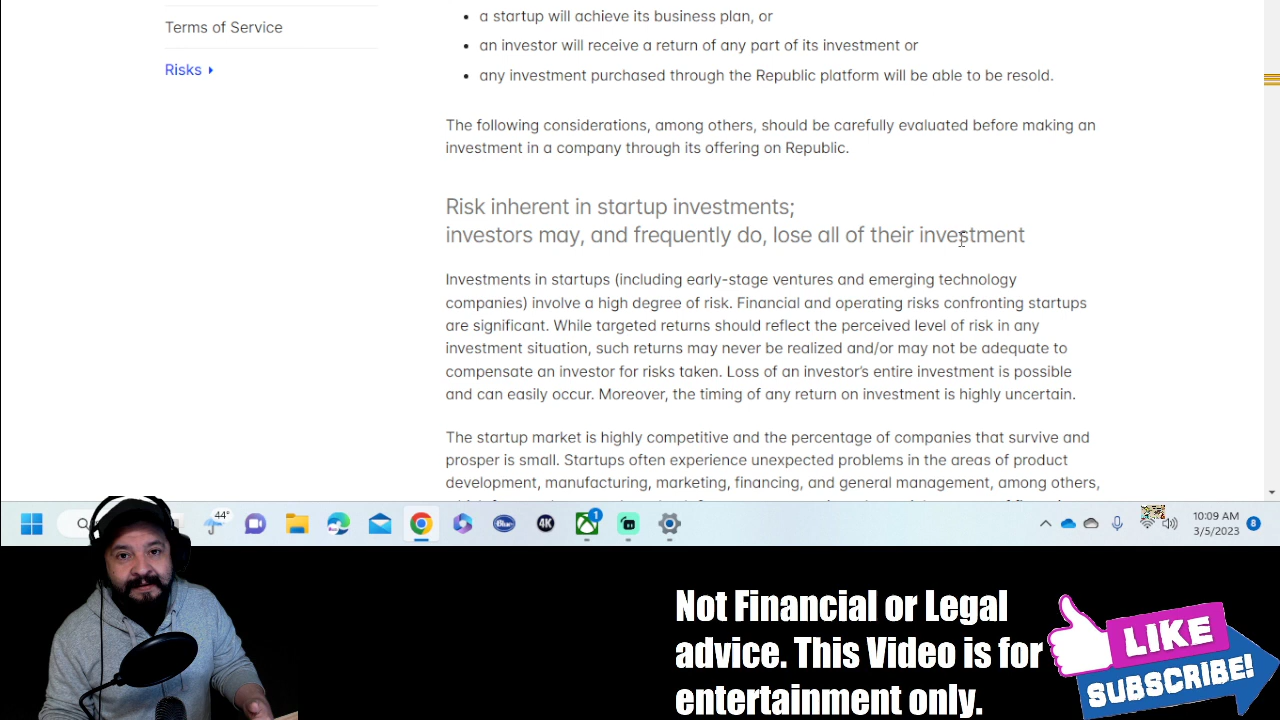 Terms of Service
Risks
a startup will achieve its business plan, or
an investor will receive a return of any part of its investment or
any investment purchased through the Republic platform will be able to be resold.
The following considerations, among others, should be carefully evaluated before making an
investment in a company through its offering on Republic.
Risk inherent in startup investments;
investors may, and frequently do, lose all of their investment
Investments in startups (including early-stage ventures and emerging technology
companies) involve a high degree of risk. Financial and operating risks confronting startups
are significant. While targeted returns should reflect the perceived level of risk in any
investment situation, such returns may never be realized and/or may not be adequate to
compensate an investor for risks taken. Loss of an investor’s entire investment is possible
and can easily occur. Moreover, the timing of any return on investment is highly uncertain.
The startup market is highly competitive and the percentage of companies that survive and
prosper is small. Startups often experience unexpected problems in the areas of product
development, manufacturing, marketing, financing, and general management, among others,
44°
Blue
4K
1
10:09 AM
3/5/2023
8
Not Financial or Legal
advice. This Video is for
entertainment only.
LIKE
SUBSCRIBE!